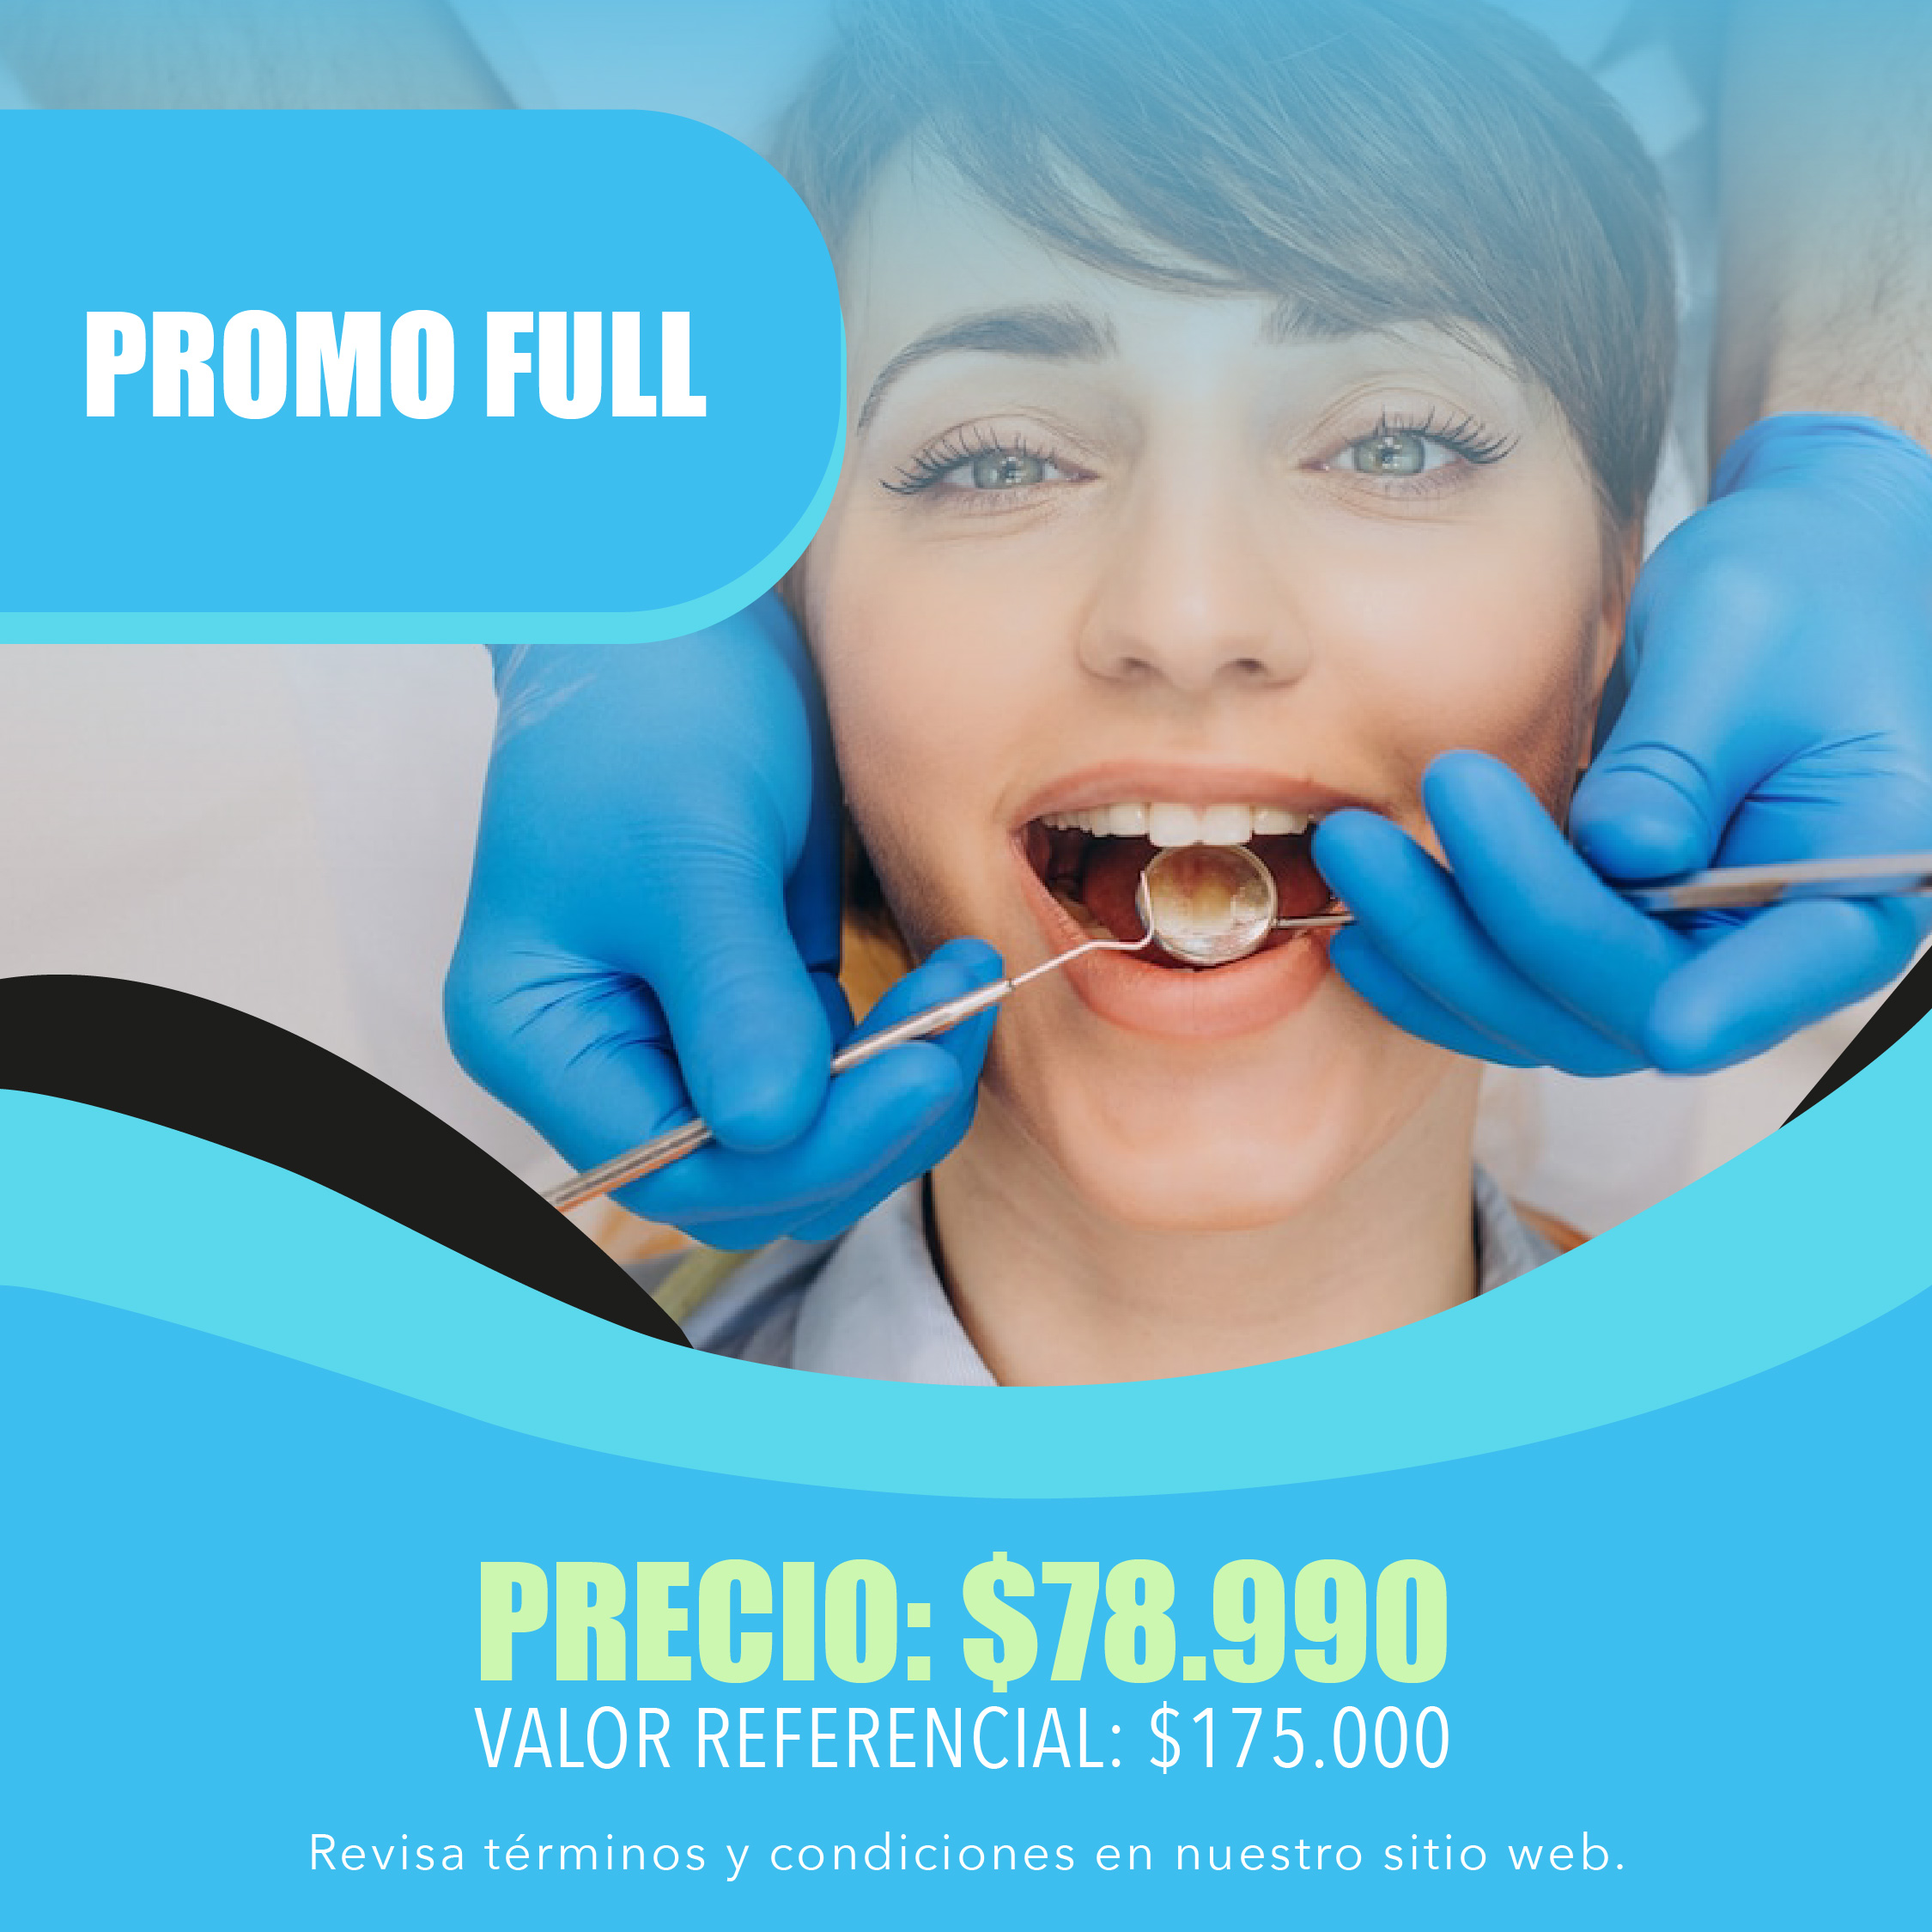 PROMO FULL
PRECIO: $78.990
VALOR REFERENCIAL: $175.000
Revisa términos y condiciones en nuestro sitio web.